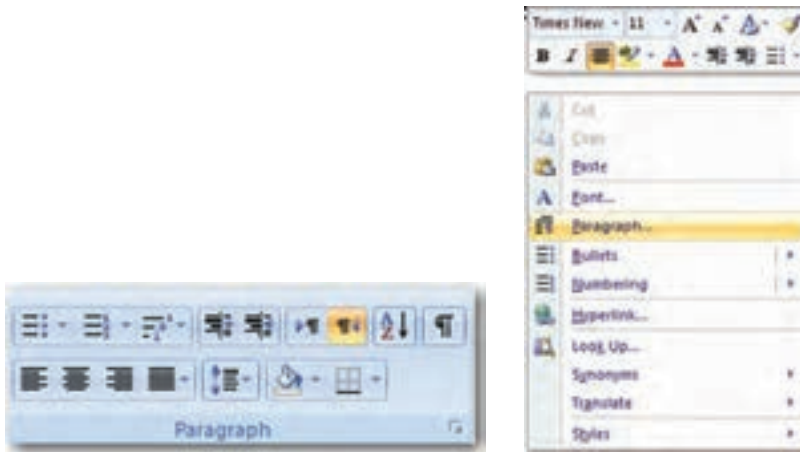 Paragraph
Times New 11
Cut
Copy
Paste
Font...
Paragraph...
Bullets
Numbering
Hyperlink...
Look Up...
Synonyms
Translate
Styles